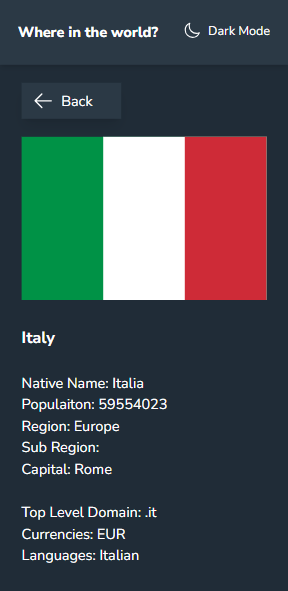 Where in the world?
Dark Mode
Back
Italy
Native Name: Italia
Populaiton: 59554023
Region: Europe
Sub Region:
Capital: Rome
Top Level Domain: .it
Currencies: EUR
Languages: Italian